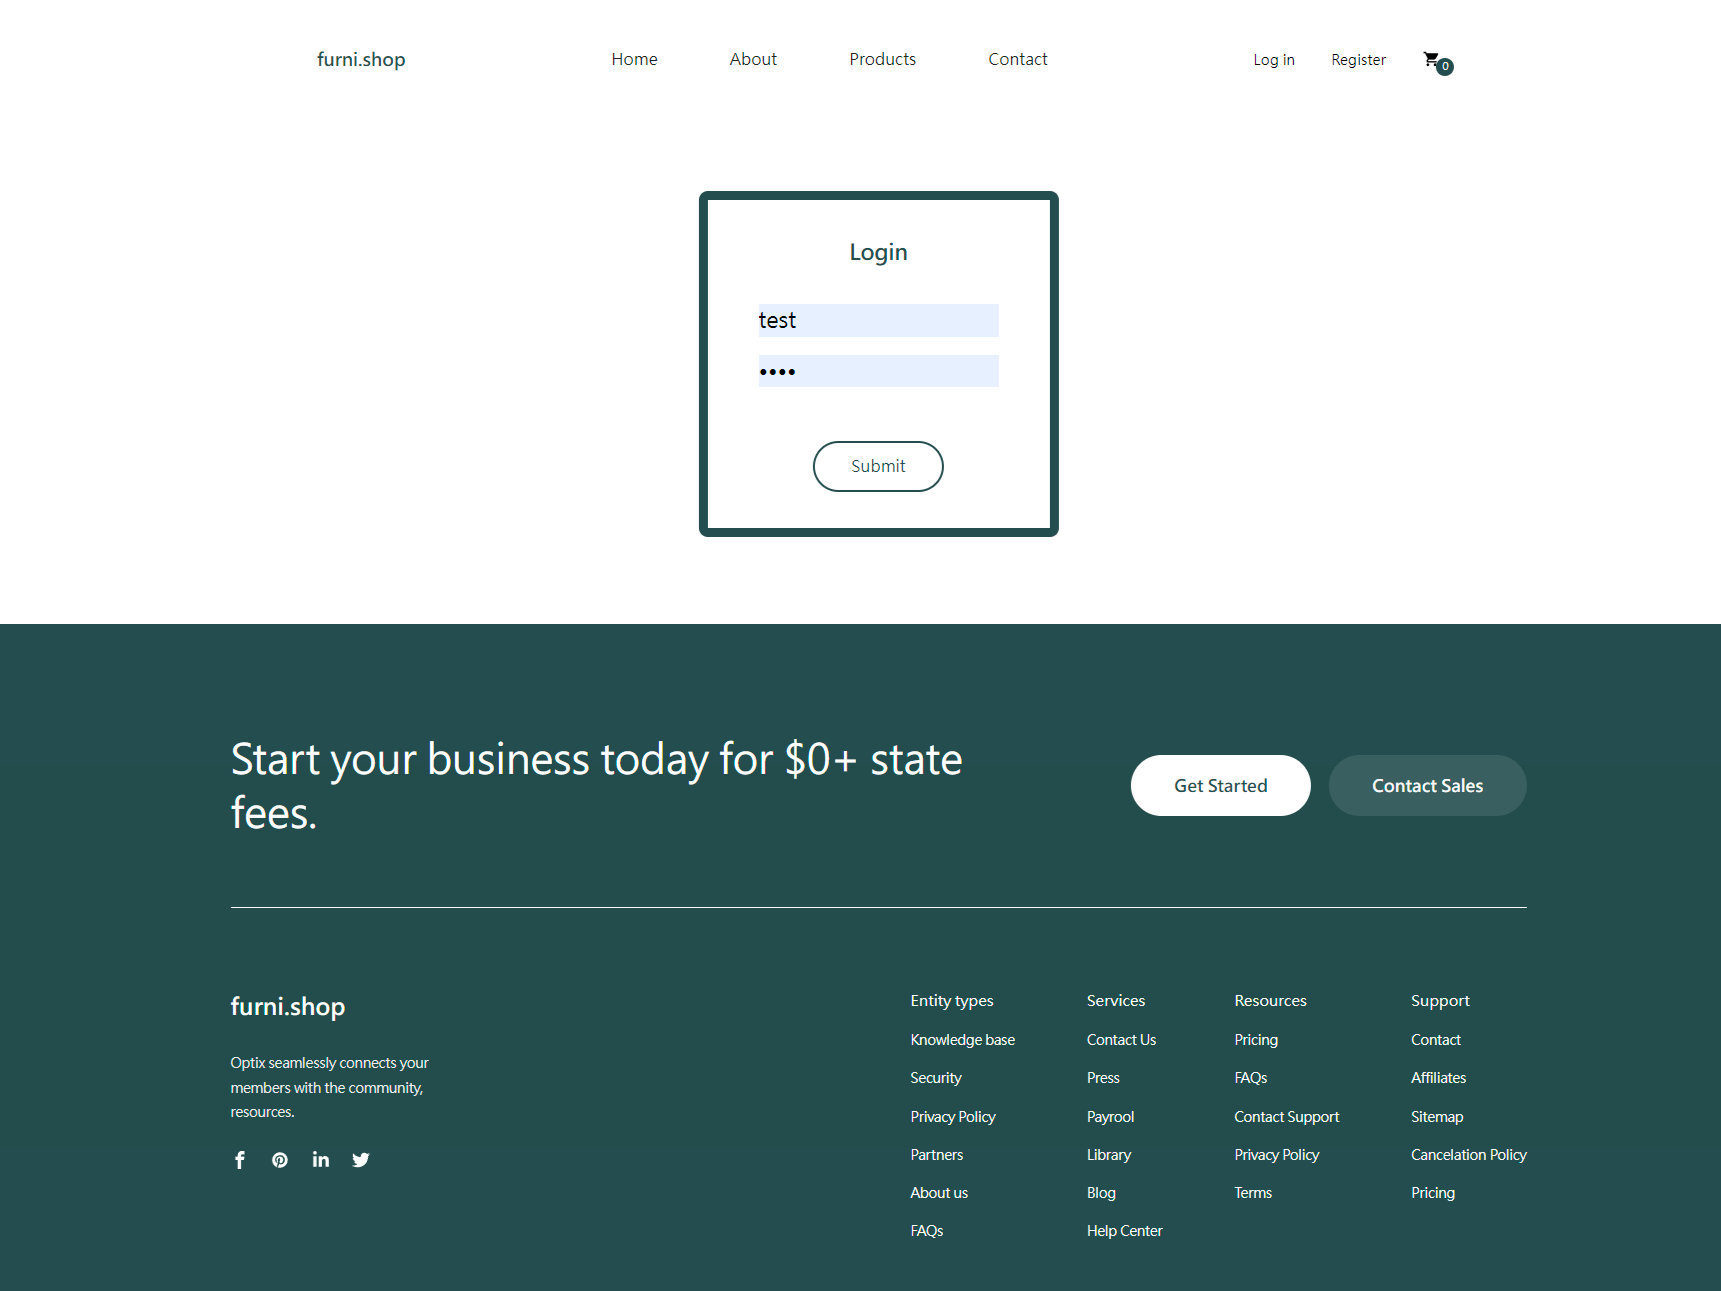 furni.shop
Home
About
Products
Contact
Log in
Register
0
Login
test
••••
Submit
Start your business today for $0+ state
fees.
Get Started
Contact Sales
furni.shop
Optix seamlessly connects your
members with the community,
resources.
Entity types
Knowledge base
Security
Privacy Policy
Partners
About us
FAQs
Services
Contact Us
Press
Payrool
Library
Blog
Help Center
Resources
Pricing
FAQs
Contact Support
Privacy Policy
Terms
Support
Contact
Affiliates
Sitemap
Cancelation Policy
Pricing